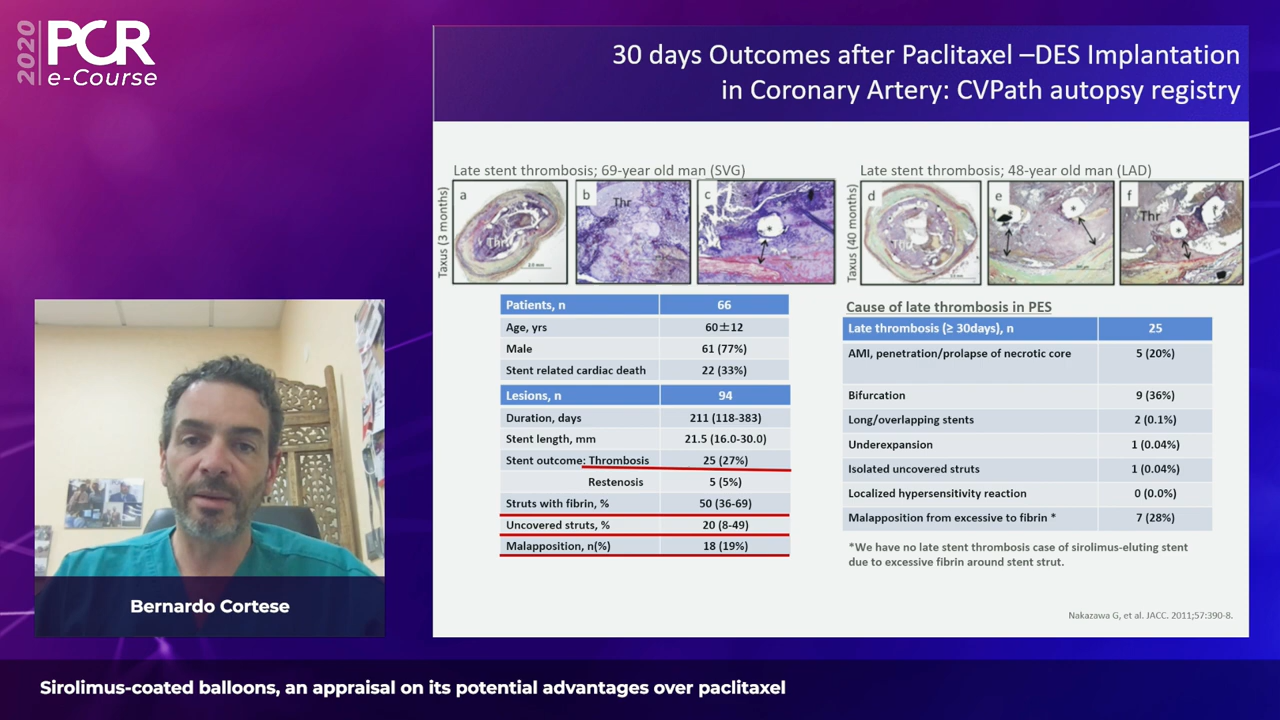 2020
PCR
e-Course
30 days Outcomes after Paclitaxel –DES Implantation
in Coronary Artery: CVPath autopsy registry
Late stent thrombosis; 69-year old man (SVG)
Taxus (3 months)
a
Thr
b
Thr
c
*
Late stent thrombosis; 48-year old man (LAD)
Taxus (40 months)
d
Thr
e
*
*
f
Thr
*
Patients, n 66
Age, yrs 60±12
Male 61 (77%)
Stent related cardiac death 22 (33%)
Lesions, n 94
Duration, days 211 (118-383)
Stent length, mm 21.5 (16.0-30.0)
Stent outcome: Thrombosis 25 (27%)
Restenosis 5 (5%)
Struts with fibrin, % 50 (36-69)
Uncovered struts, % 20 (8-49)
Malapposition, n(%) 18 (19%)
Cause of late thrombosis in PES
Late thrombosis (≥ 30days), n 25
AMI, penetration/prolapse of necrotic core 5 (20%)
Bifurcation 9 (36%)
Long/overlapping stents 2 (0.1%)
Underexpansion 1 (0.04%)
Isolated uncovered struts 1 (0.04%)
Localized hypersensitivity reaction 0 (0.0%)
Malapposition from excessive to fibrin * 7 (28%)
*We have no late stent thrombosis case of sirolimus-eluting stent
due to excessive fibrin around stent strut.
Nakazawa G, et al. JACC. 2011;57:390-8.
Bernardo Cortese
Sirolimus-coated balloons, an appraisal on its potential advantages over paclitaxel